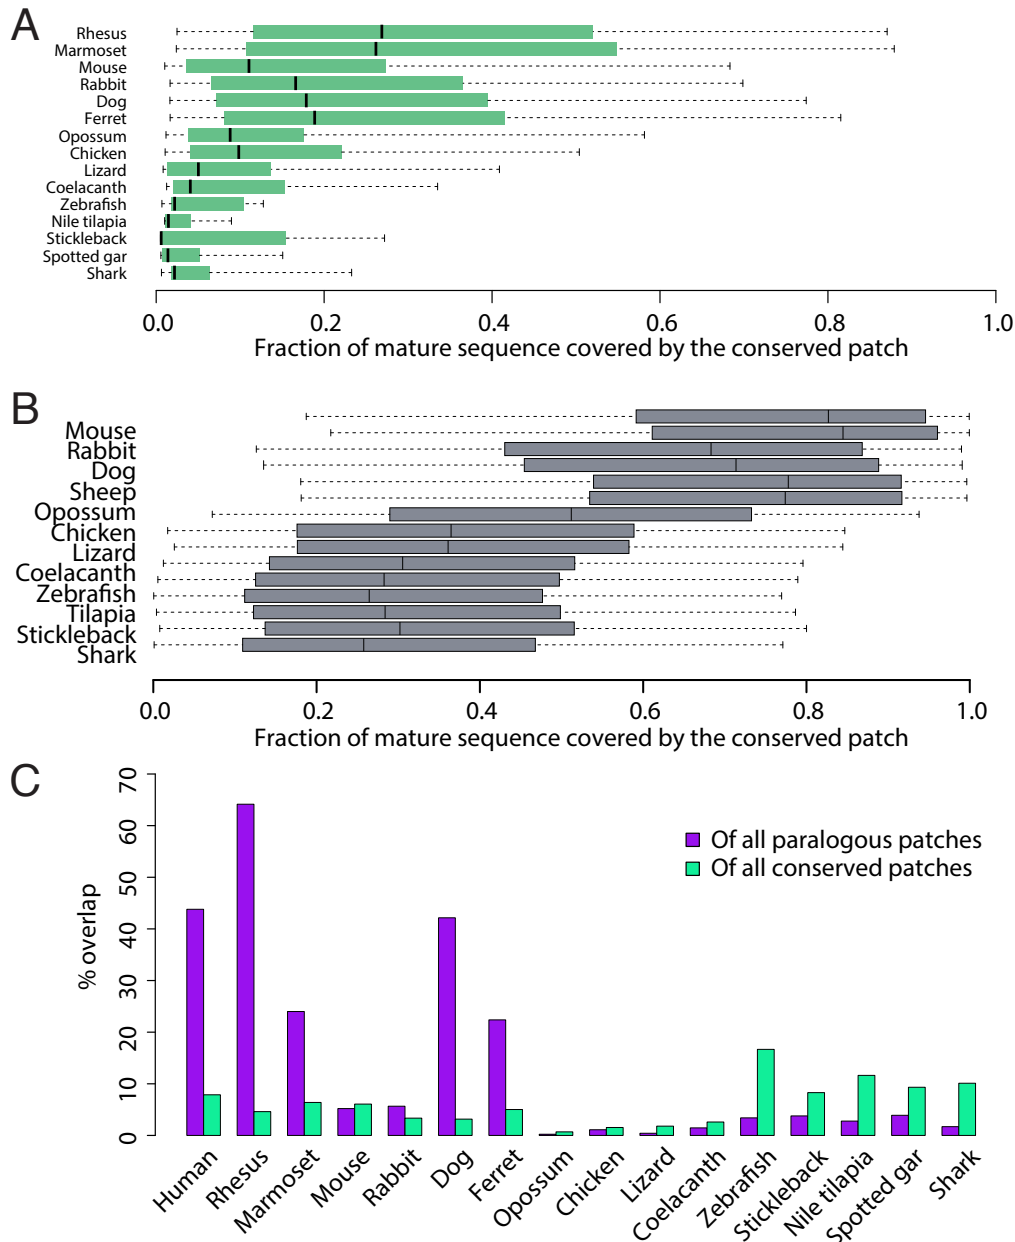 A
Rhesus
Marmoset
Mouse
Rabbit
Dog
Ferret
Opossum
Chicken
Lizard
Coelacanth
Zebrafish
Nile tilapia
Stickleback
Spotted gar
Shark
0.0 0.2 0.4 0.6 0.8 1.0
Fraction of mature sequence covered by the conserved patch
B
Mouse
Rabbit
Dog
Sheep
Opossum
Chicken
Lizard
Coelacanth
Zebrafish
Tilapia
Stickleback
Shark
0.0 0.2 0.4 0.6 0.8 1.0
Fraction of mature sequence covered by the conserved patch
C
% overlap
70
60
50
40
30
20
10
0
Of all paralogous patches
Of all conserved patches
Human Rhesus Marmoset Mouse Rabbit Dog Ferret Opossum Chicken Lizard Coelacanth Zebrafish Stickleback Nile tilapia Spotted gar Shark